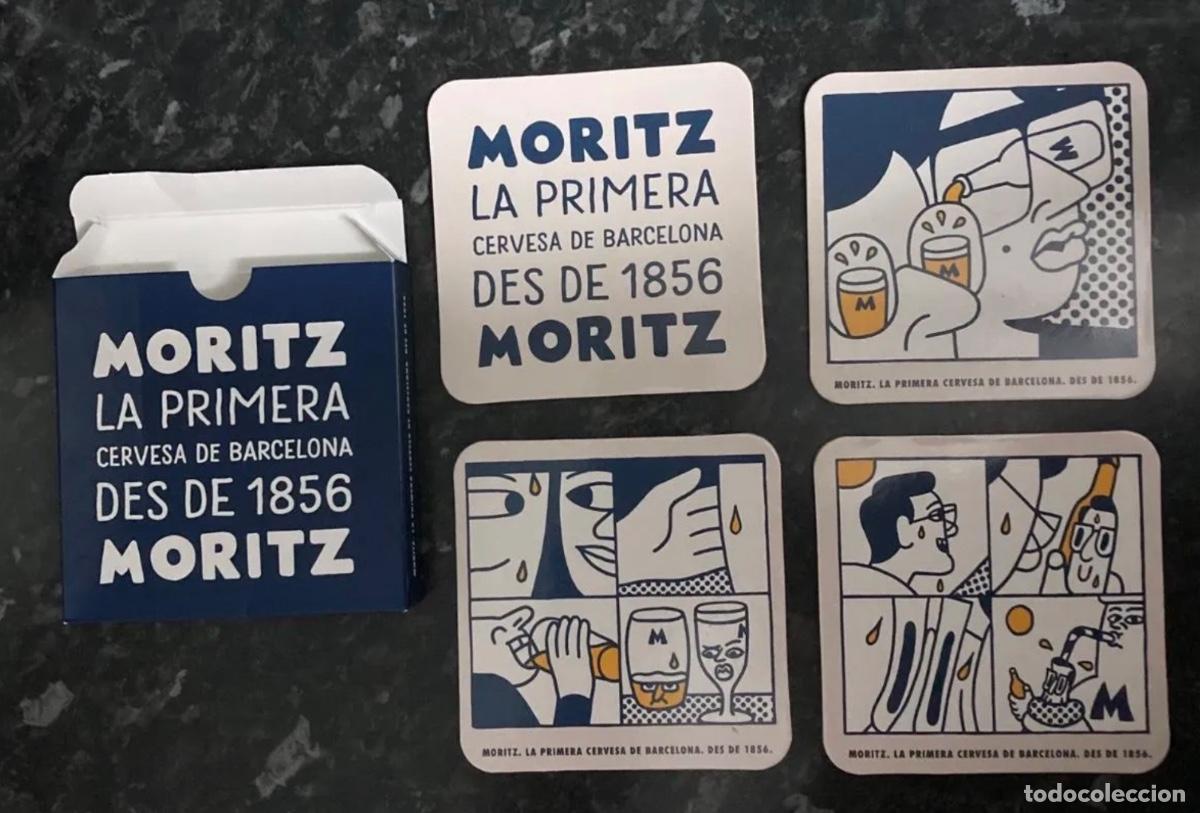 MORITZ
LA PRIMERA
CERVESA DE BARCELONA
DES DE 1856
MORITZ
MORITZ
LA PRIMERA
CERVESA DE BARCELONA
DES DE 1856
MORITZ
M
M
M
MORITZ. LA PRIMERA CERVESA DE BARCELONA. DES DE 1856.
M
M
MORITZ. LA PRIMERA CERVESA DE BARCELONA. DES DE 1856.
M
MORITZ. LA PRIMERA CERVESA DE BARCELONA. DES DE 1856.
todocoleccion